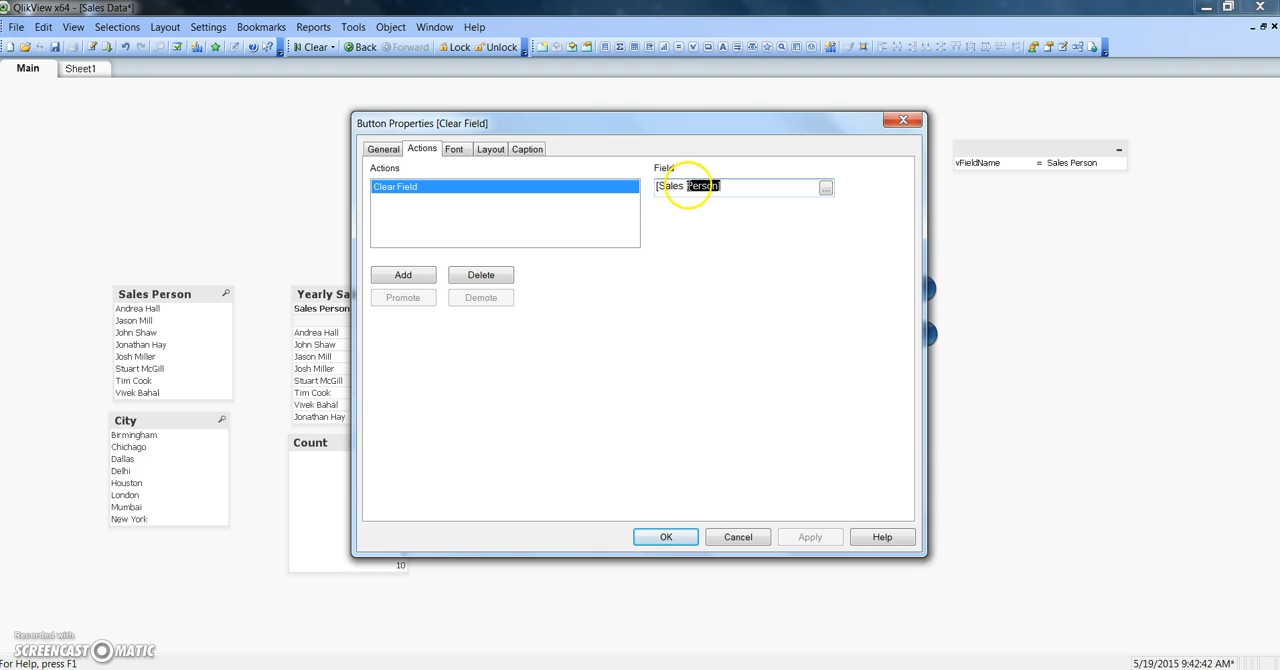 QlikView x64 - [Sales Data*]
File Edit View Selections Layout Settings Bookmarks Reports Tools Object Window Help
Clear Back Forward Lock Unlock
Main Sheet1
Button Properties [Clear Field]
General Actions Font Layout Caption
Actions
Clear Field
Field
[Sales Person]
...
Add Delete
Promote Demote
OK Cancel Apply Help
vFieldName = Sales Person
Sales Person
Andrea Hall
Jason Mill
John Shaw
Jonathan Hay
Josh Miller
Stuart McGill
Tim Cook
Vivek Bahal
City
Birmingham
Chichago
Dallas
Delhi
Houston
London
Mumbai
New York
Yearly Sa
Sales Person
Andrea Hall
John Shaw
Jason Mill
Josh Miller
Stuart McGill
Tim Cook
Vivek Bahal
Jonathan Hay
Count
10
Recorded with
SCREENCAST MATIC
For Help, press F1
5/19/2015 9:42:42 AM*